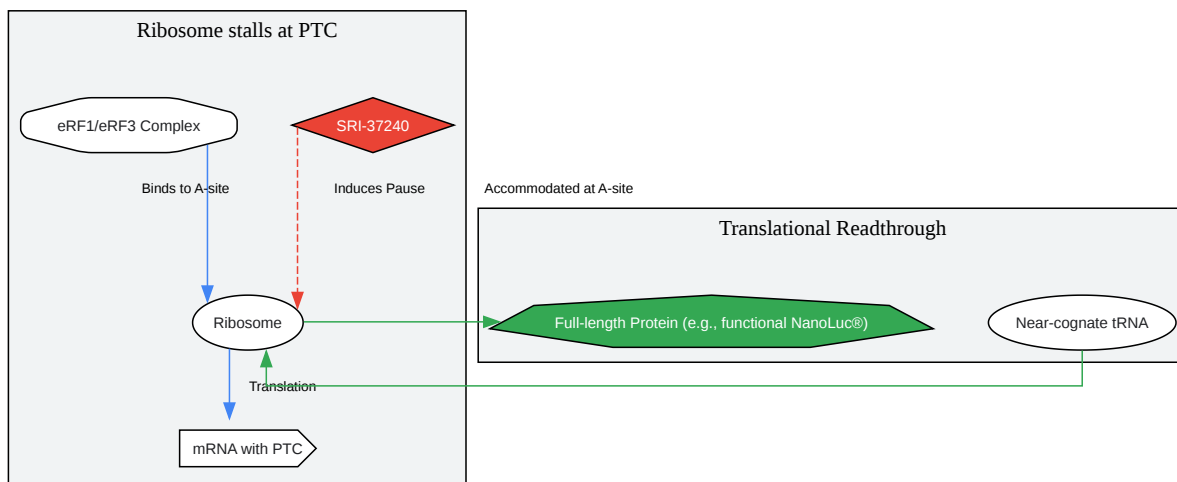 Ribosome stalls at PTC
eRF1/eRF3 Complex
SRI-37240
Binds to A-site
Induces Pause
Accommodated at A-site
Translational Readthrough
Ribosome
Full-length Protein (e.g., functional NanoLuc®)
Near-cognate tRNA
Translation
mRNA with PTC